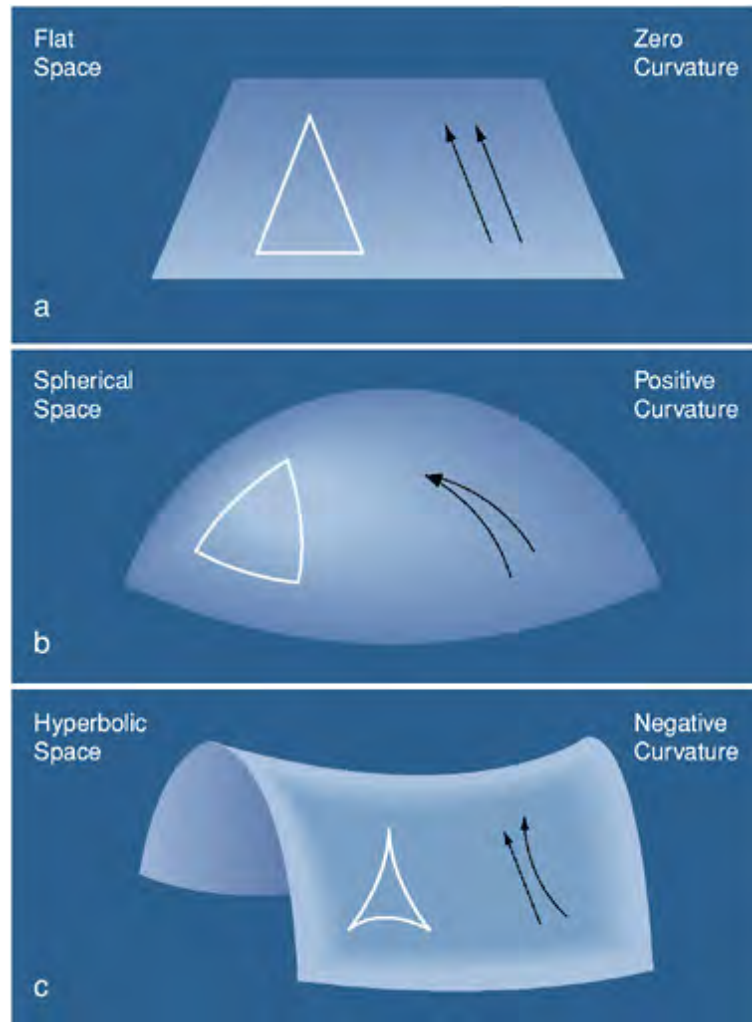 Flat
Space
Zero
Curvature
a
Spherical
Space
Positive
Curvature
b
Hyperbolic
Space
Negative
Curvature
c